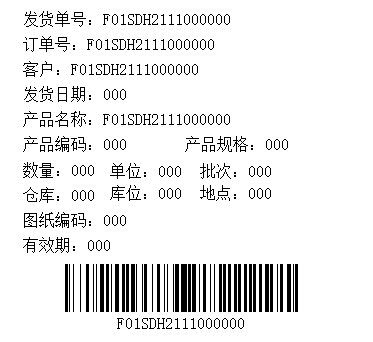 发货单号：F01SDH2111000000
订单号：F01SDH2111000000
客户：F01SDH2111000000
发货日期：000
产品名称：F01SDH2111000000
产品编码：000 产品规格：000
数量：000 单位：000 批次：000
仓库：000 库位：000 地点：000
图纸编码：000
有效期：000
F01SDH2111000000